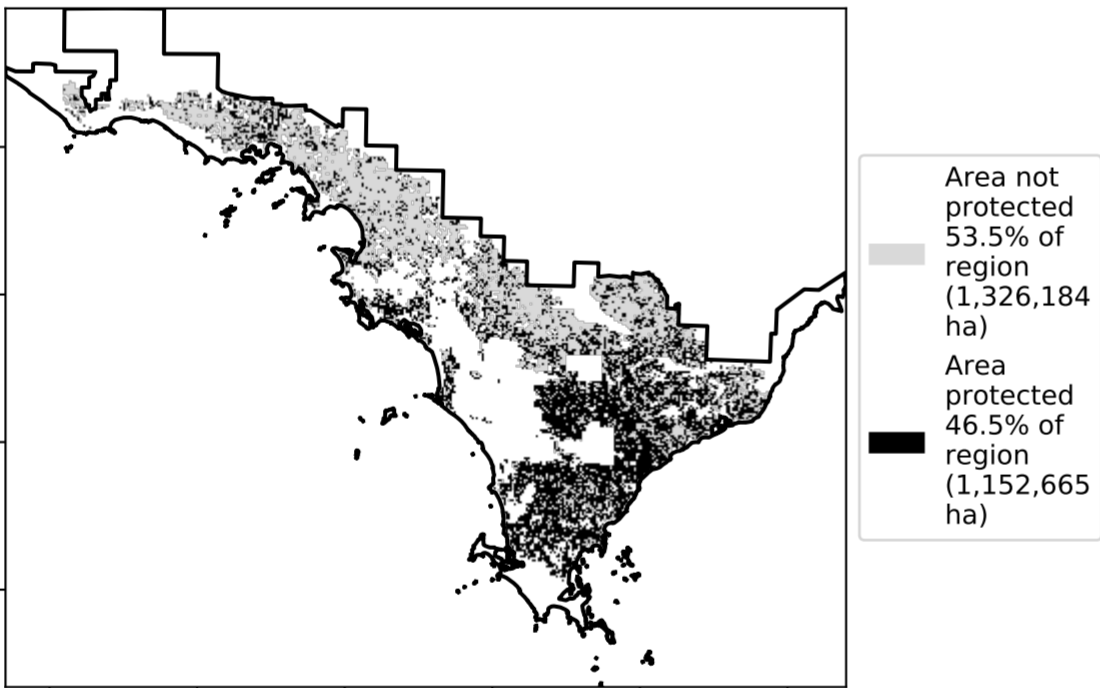 Area not
protected
53.5% of
region
(1,326,184
ha)
Area
protected
46.5% of
region
(1,152,665
ha)